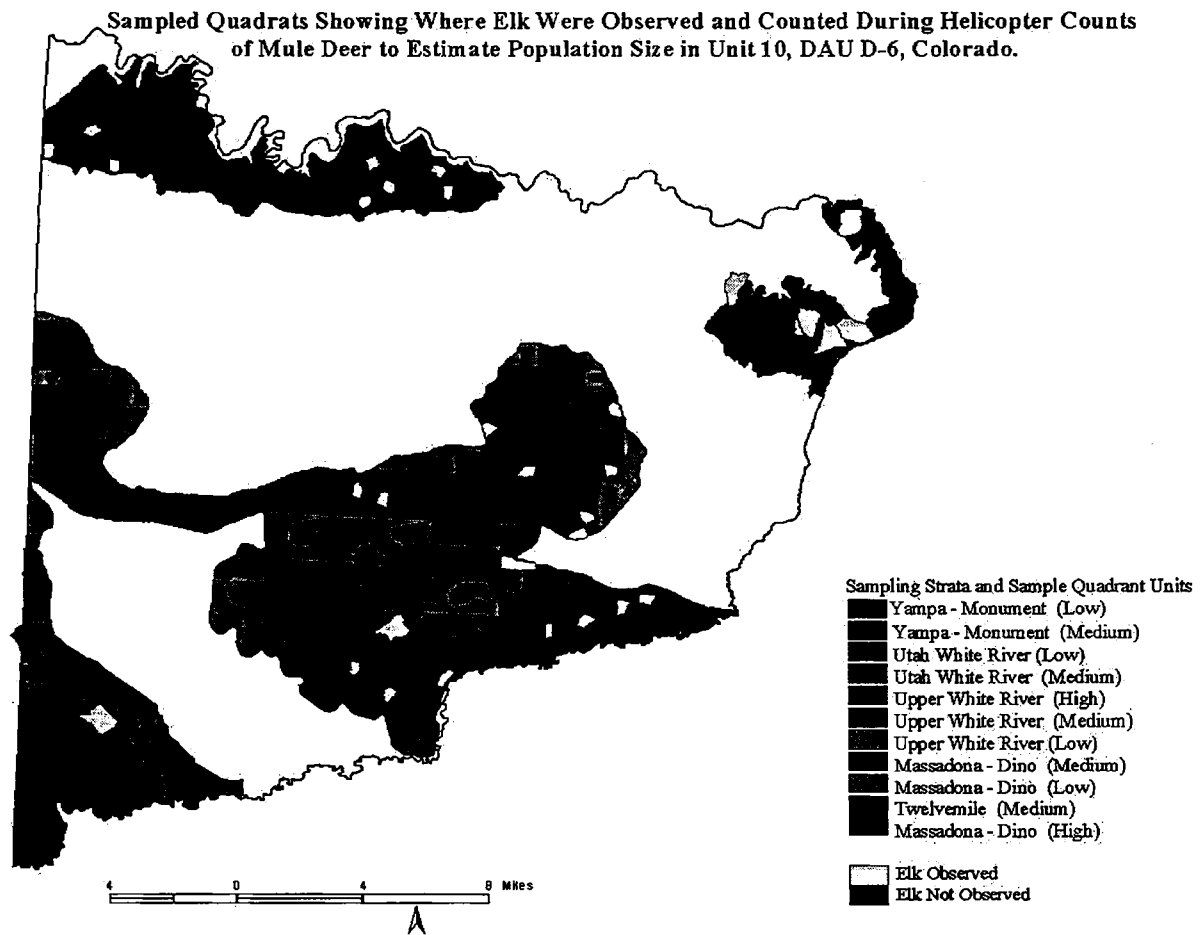 Sampled Quadrats Showing Where Elk Were Observed and Counted During Helicopter Counts
of Mule Deer to Estimate Population Size in Unit 10, DAU D-6, Colorado.
Sampling Strata and Sample Quadrant Units
Yampa - Monument (Low)
Yampa - Monument (Medium)
Utah White River (Low)
Utah White River (Medium)
Upper White River (High)
Upper White River (Medium)
Upper White River (Low)
Massadona - Dino (Medium)
Massadona - Dino (Low)
Twelvemile (Medium)
Massadona - Dino (High)
Elk Observed
Elk Not Observed
4 0 4 8 Miles